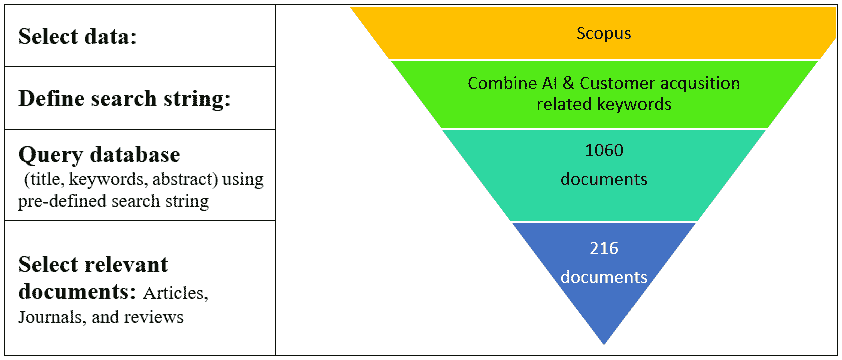 Select data:
Scopus
Define search string:
Combine AI & Customer acqusition
related keywords
Query database
(title, keywords, abstract) using
pre-defined search string
1060
documents
Select relevant
documents: Articles,
Journals, and reviews
216
documents